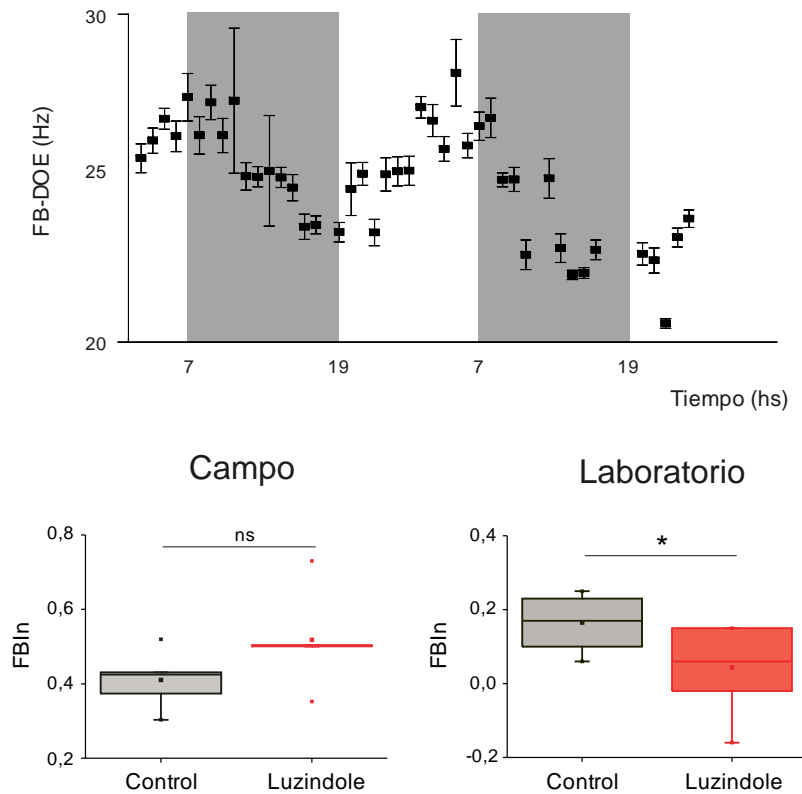 30
25
20
FB-DOE (Hz)
7 19 7 19
Tiempo (hs)
Campo
0,8
0,6
0,4
0,2
FBIn
ns
Control Luzindole
Laboratorio
0,4
0,2
0,0
-0,2
FBIn
*
Control Luzindole